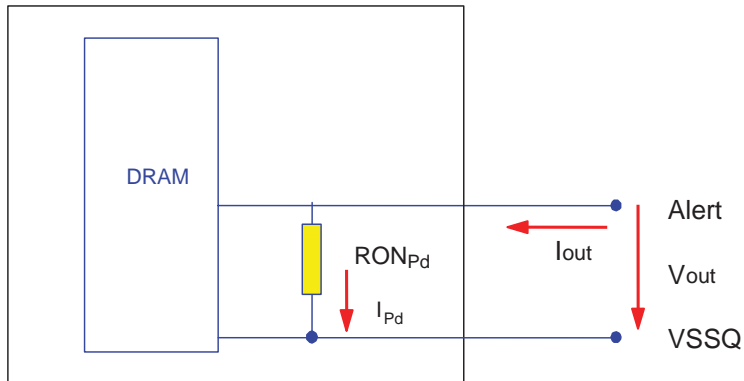 DRAM
Alert
RONPd
Iout
Vout
IPd
VSSQ